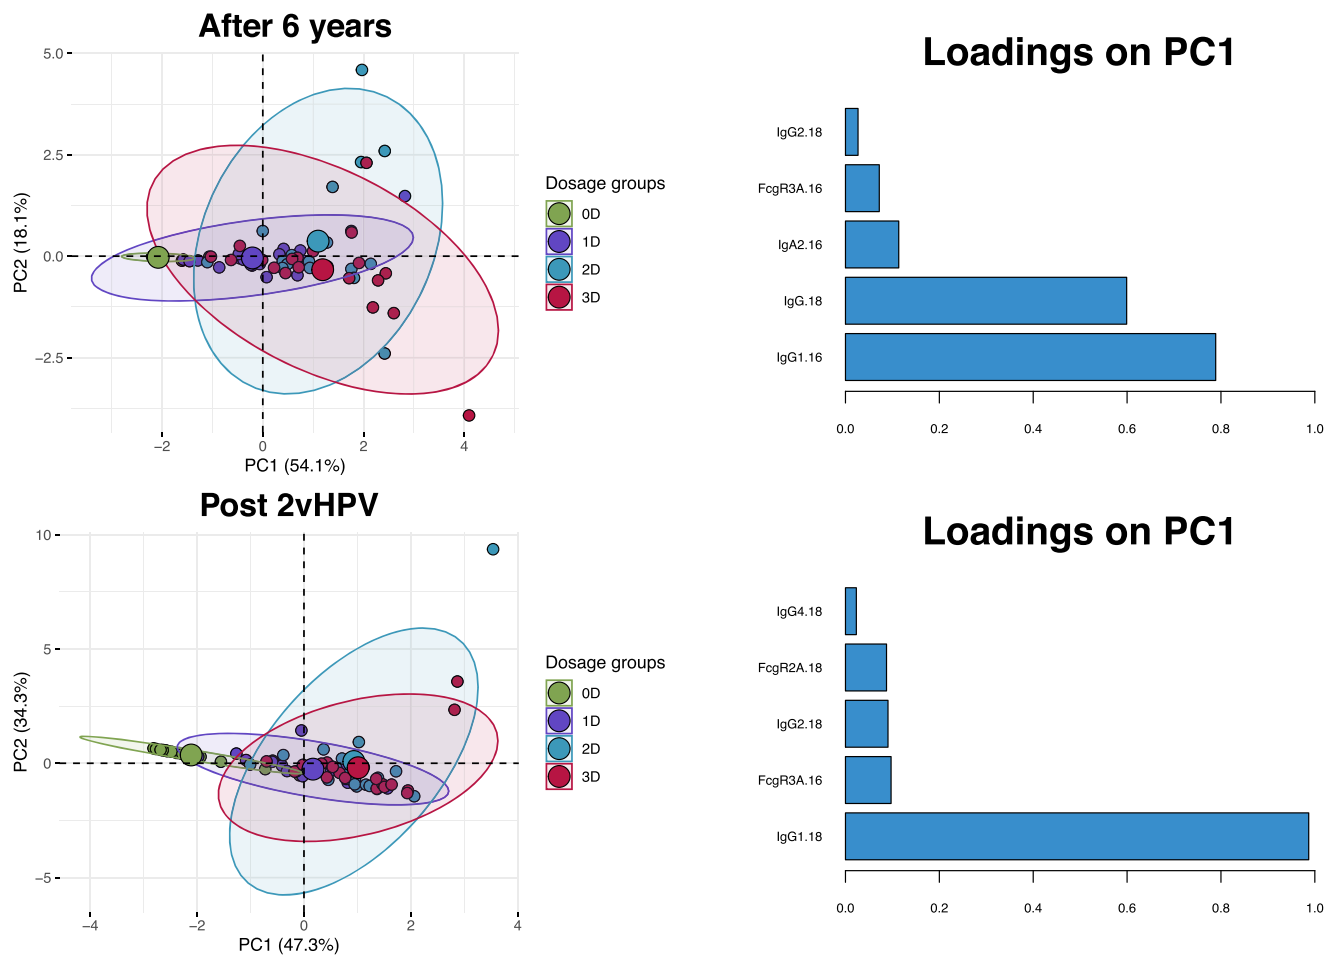 After 6 years
5.0
2.5
0.0
−2.5
PC2 (18.1%)
−2
0
2
4
PC1 (54.1%)
Dosage groups
0D
1D
2D
3D
Loadings on PC1
IgG2.18
FcgR3A.16
IgA2.16
IgG.18
IgG1.16
0.0
0.2
0.4
0.6
0.8
1.0
Post 2vHPV
10
5
0
−5
PC2 (34.3%)
−4
−2
0
2
4
PC1 (47.3%)
Dosage groups
0D
1D
2D
3D
Loadings on PC1
IgG4.18
FcgR2A.18
IgG2.18
FcgR3A.16
IgG1.18
0.0
0.2
0.4
0.6
0.8
1.0